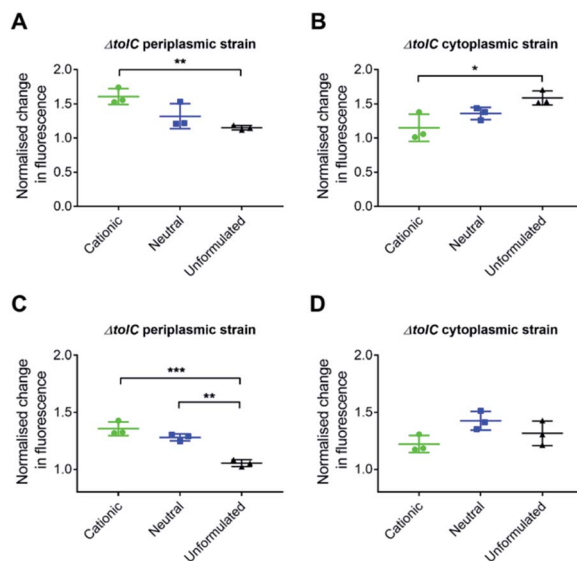 A
ΔtolC periplasmic strain
**
Normalised change
in fluorescence
2.0
1.5
1.0
0.5
0.0
Cationic
Neutral
Unformulated
B
ΔtolC cytoplasmic strain
*
Normalised change
in fluorescence
2.0
1.5
1.0
0.5
0.0
Cationic
Neutral
Unformulated
C
ΔtolC periplasmic strain
***
**
Normalised change
in fluorescence
2.0
1.5
1.0
Cationic
Neutral
Unformulated
D
ΔtolC cytoplasmic strain
Normalised change
in fluorescence
2.0
1.5
1.0
Cationic
Neutral
Unformulated